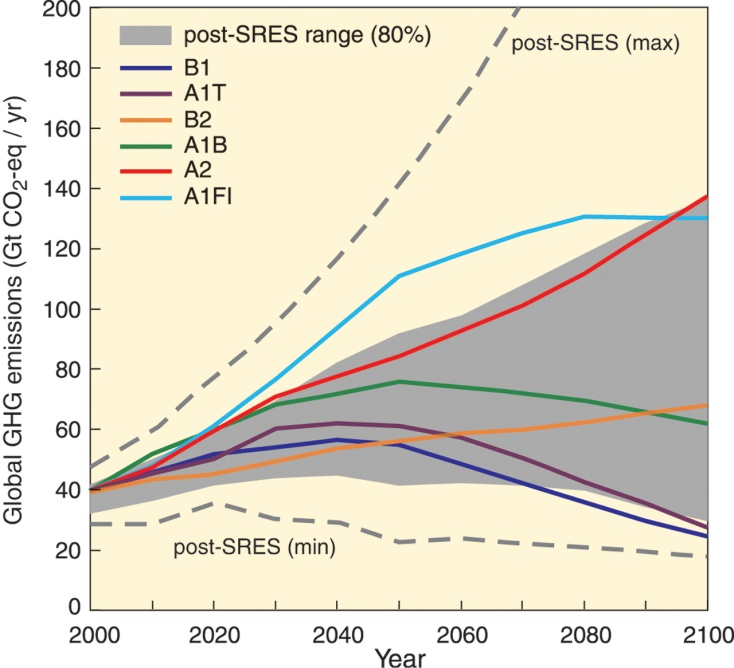 200
180
160
140
120
100
80
60
40
20
0
Global GHG emissions (Gt CO2-eq / yr)
post-SRES range (80%)
B1
A1T
B2
A1B
A2
A1FI
post-SRES (max)
post-SRES (min)
2000
2020
2040
2060
2080
2100
Year